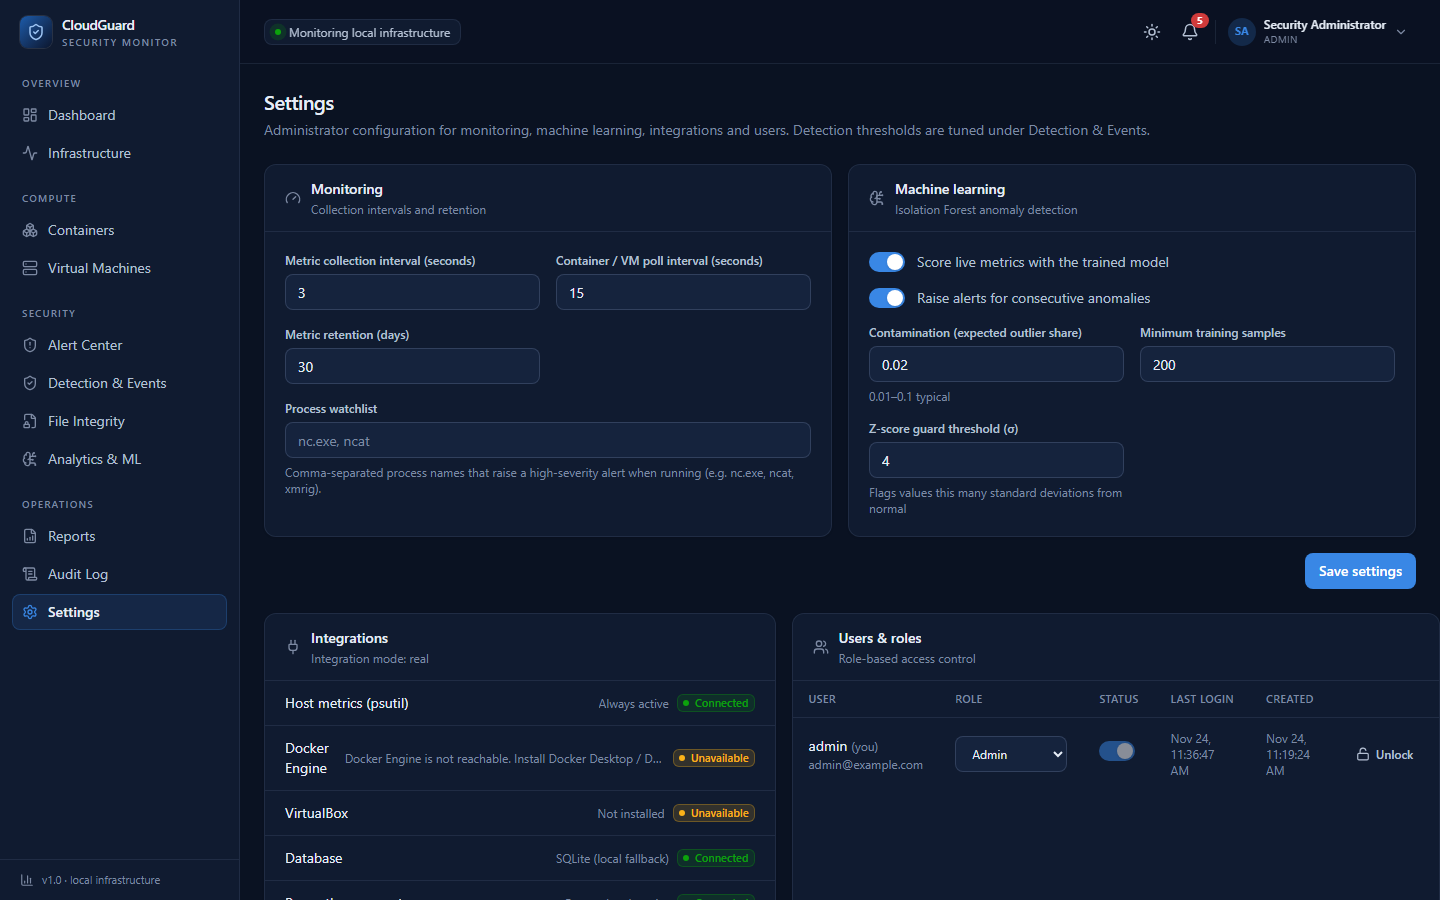 CloudGuard
SECURITY MONITOR
OVERVIEW
Dashboard
Infrastructure
COMPUTE
Containers
Virtual Machines
SECURITY
Alert Center
Detection & Events
File Integrity
Analytics & ML
OPERATIONS
Reports
Audit Log
Settings
v1.0 · local infrastructure
Monitoring local infrastructure
5
SA
Security Administrator
ADMIN
Settings
Administrator configuration for monitoring, machine learning, integrations and users. Detection thresholds are tuned under Detection & Events.
Monitoring
Collection intervals and retention
Metric collection interval (seconds)
3
Container / VM poll interval (seconds)
15
Metric retention (days)
30
Process watchlist
nc.exe, ncat
Comma-separated process names that raise a high-severity alert when running (e.g. nc.exe, ncat,
xmrig).
Machine learning
Isolation Forest anomaly detection
Score live metrics with the trained model
Raise alerts for consecutive anomalies
Contamination (expected outlier share)
0.02
0.01–0.1 typical
Minimum training samples
200
Z-score guard threshold (σ)
4
Flags values this many standard deviations from
normal
Save settings
Integrations
Integration mode: real
Host metrics (psutil)
Always active
Connected
Docker
Engine
Docker Engine is not reachable. Install Docker Desktop / D...
Unavailable
VirtualBox
Not installed
Unavailable
Database
SQLite (local fallback)
Connected
Users & roles
Role-based access control
USER ROLE STATUS LAST LOGIN CREATED
admin (you)
admin@example.com
Admin
Nov 24,
11:36:47
AM
Nov 24,
11:19:24
AM
Unlock